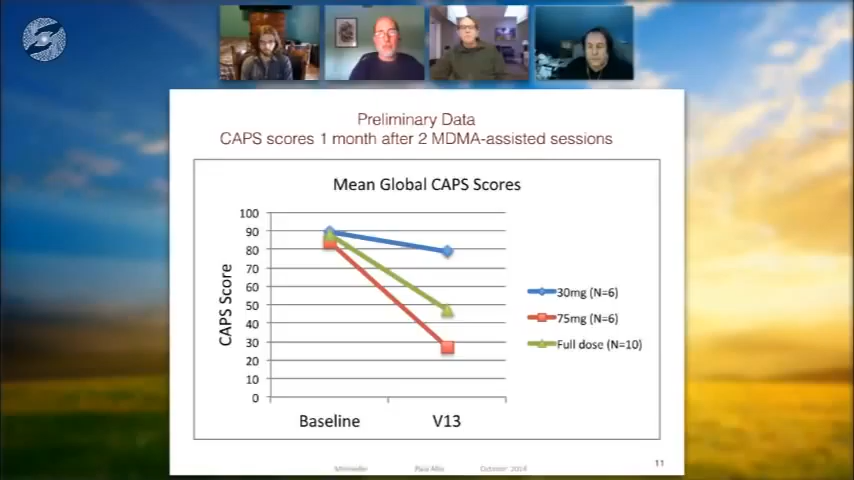 Preliminary Data
CAPS scores 1 month after 2 MDMA-assisted sessions
Mean Global CAPS Scores
CAPS Score
100
90
80
70
60
50
40
30
20
10
0
Baseline
V13
30mg (N=6)
75mg (N=6)
Full dose (N=10)
October 2014
11